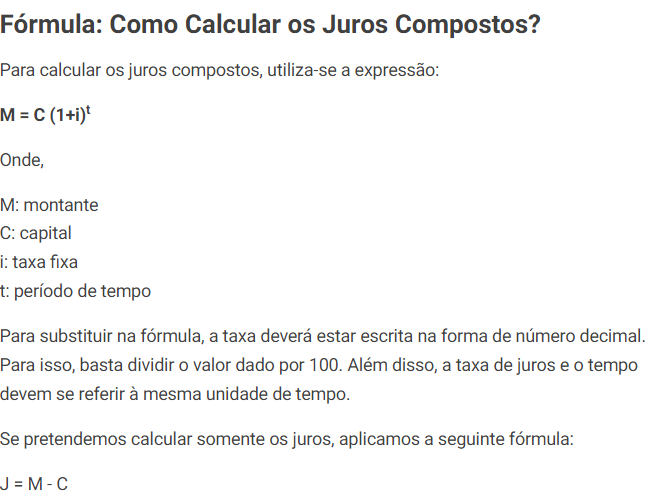 Fórmula: Como Calcular os Juros Compostos?
Para calcular os juros compostos, utiliza-se a expressão:
M = C (1+i)ᵗ
Onde,
M: montante
C: capital
i: taxa fixa
t: período de tempo
Para substituir na fórmula, a taxa deverá estar escrita na forma de número decimal.
Para isso, basta dividir o valor dado por 100. Além disso, a taxa de juros e o tempo
devem se referir à mesma unidade de tempo.
Se pretendemos calcular somente os juros, aplicamos a seguinte fórmula:
J = M - C